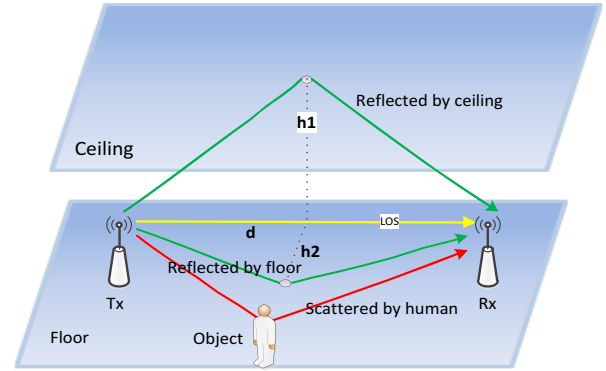 Reflected by ceiling
h1
Ceiling
LOS
d
h2
Reflected by floor
Tx
Rx
Scattered by human
Floor
Object